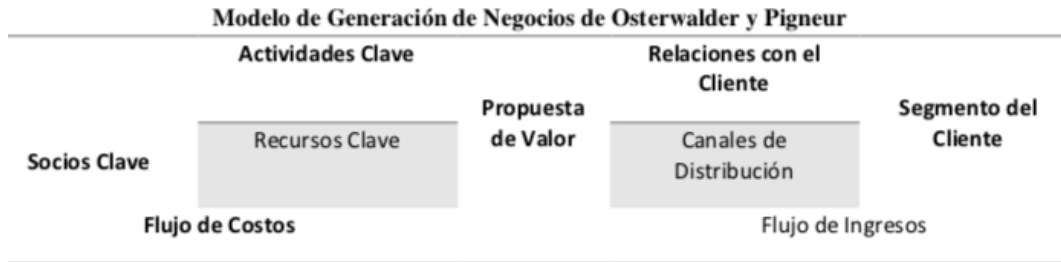 Modelo de Generación de Negocios de Osterwalder y Pigneur
Actividades Clave
Relaciones con el
Cliente
Propuesta
de Valor
Segmento del
Cliente
Socios Clave
Recursos Clave
Canales de
Distribución
Flujo de Costos
Flujo de Ingresos